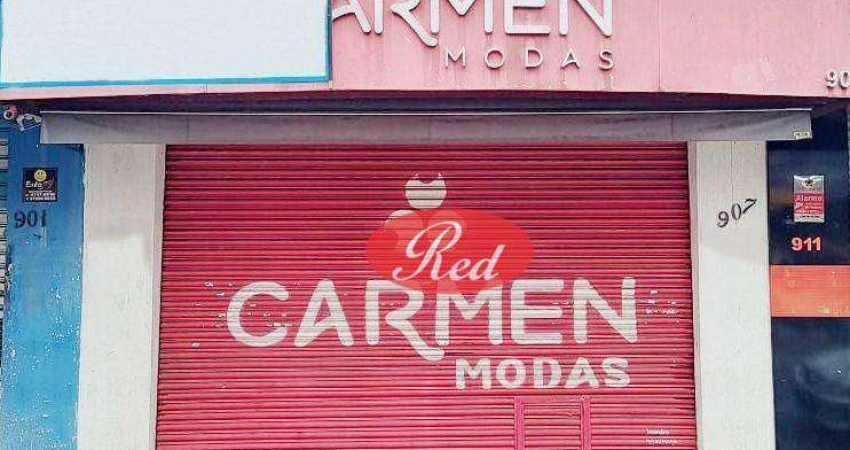 CARMEN
MODAS
90
901
907
Alarme
911
Red
CARMEN
MODAS